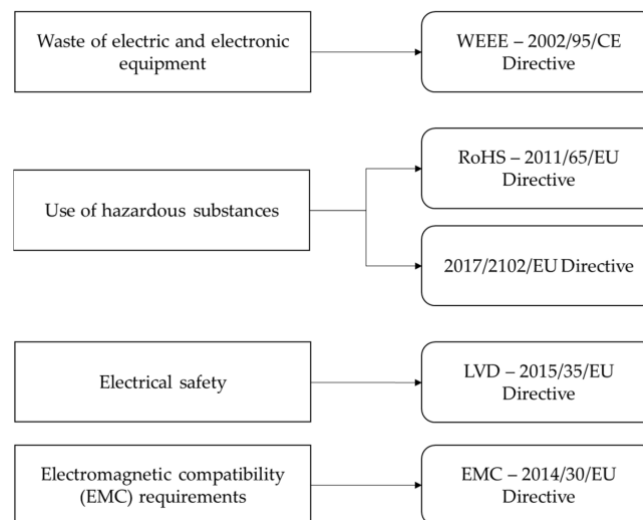 Waste of electric and electronic
equipment
WEEE – 2002/95/CE
Directive
RoHS – 2011/65/EU
Directive
Use of hazardous substances
2017/2102/EU Directive
Electrical safety
LVD – 2015/35/EU
Directive
Electromagnetic compatibility
(EMC) requirements
EMC – 2014/30/EU
Directive